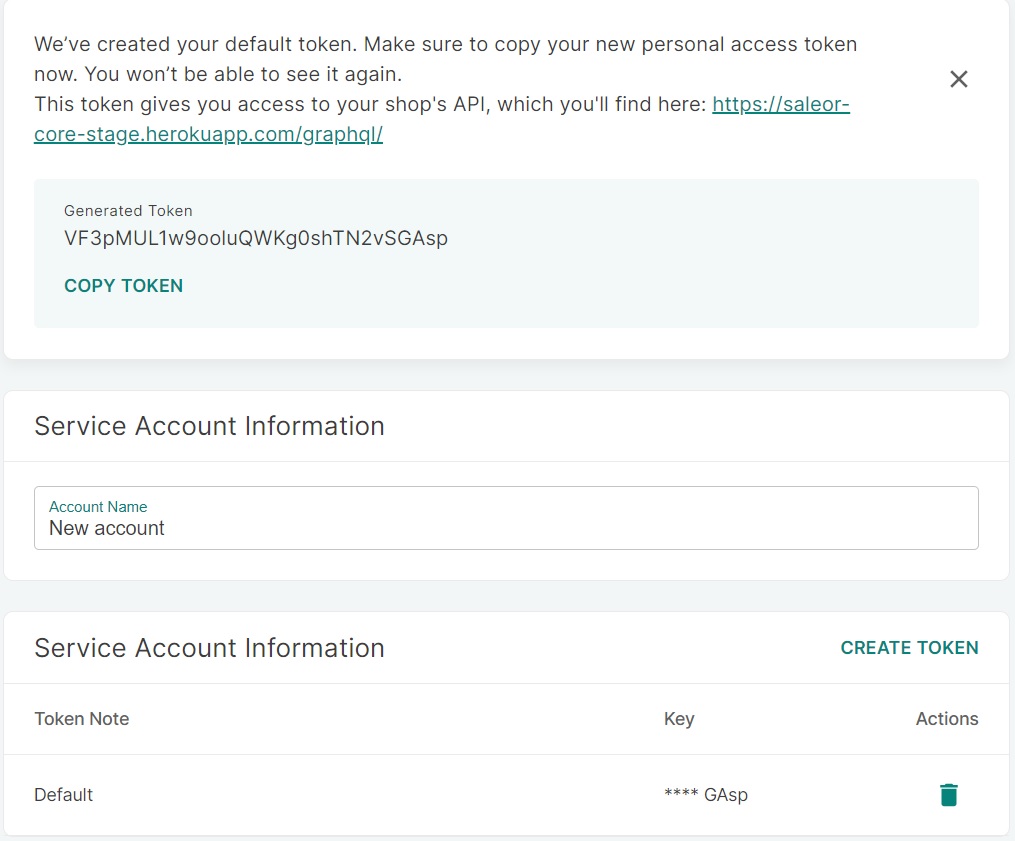 We’ve created your default token. Make sure to copy your new personal access token
now. You won’t be able to see it again.
This token gives you access to your shop's API, which you'll find here: https://saleor-
core-stage.herokuapp.com/graphql/
Generated Token
VF3pMUL1w9ooluQWKg0shTN2vSGAsp
COPY TOKEN
Service Account Information
Account Name
New account
Service Account Information
CREATE TOKEN
Token Note Key Actions
Default **** GAsp